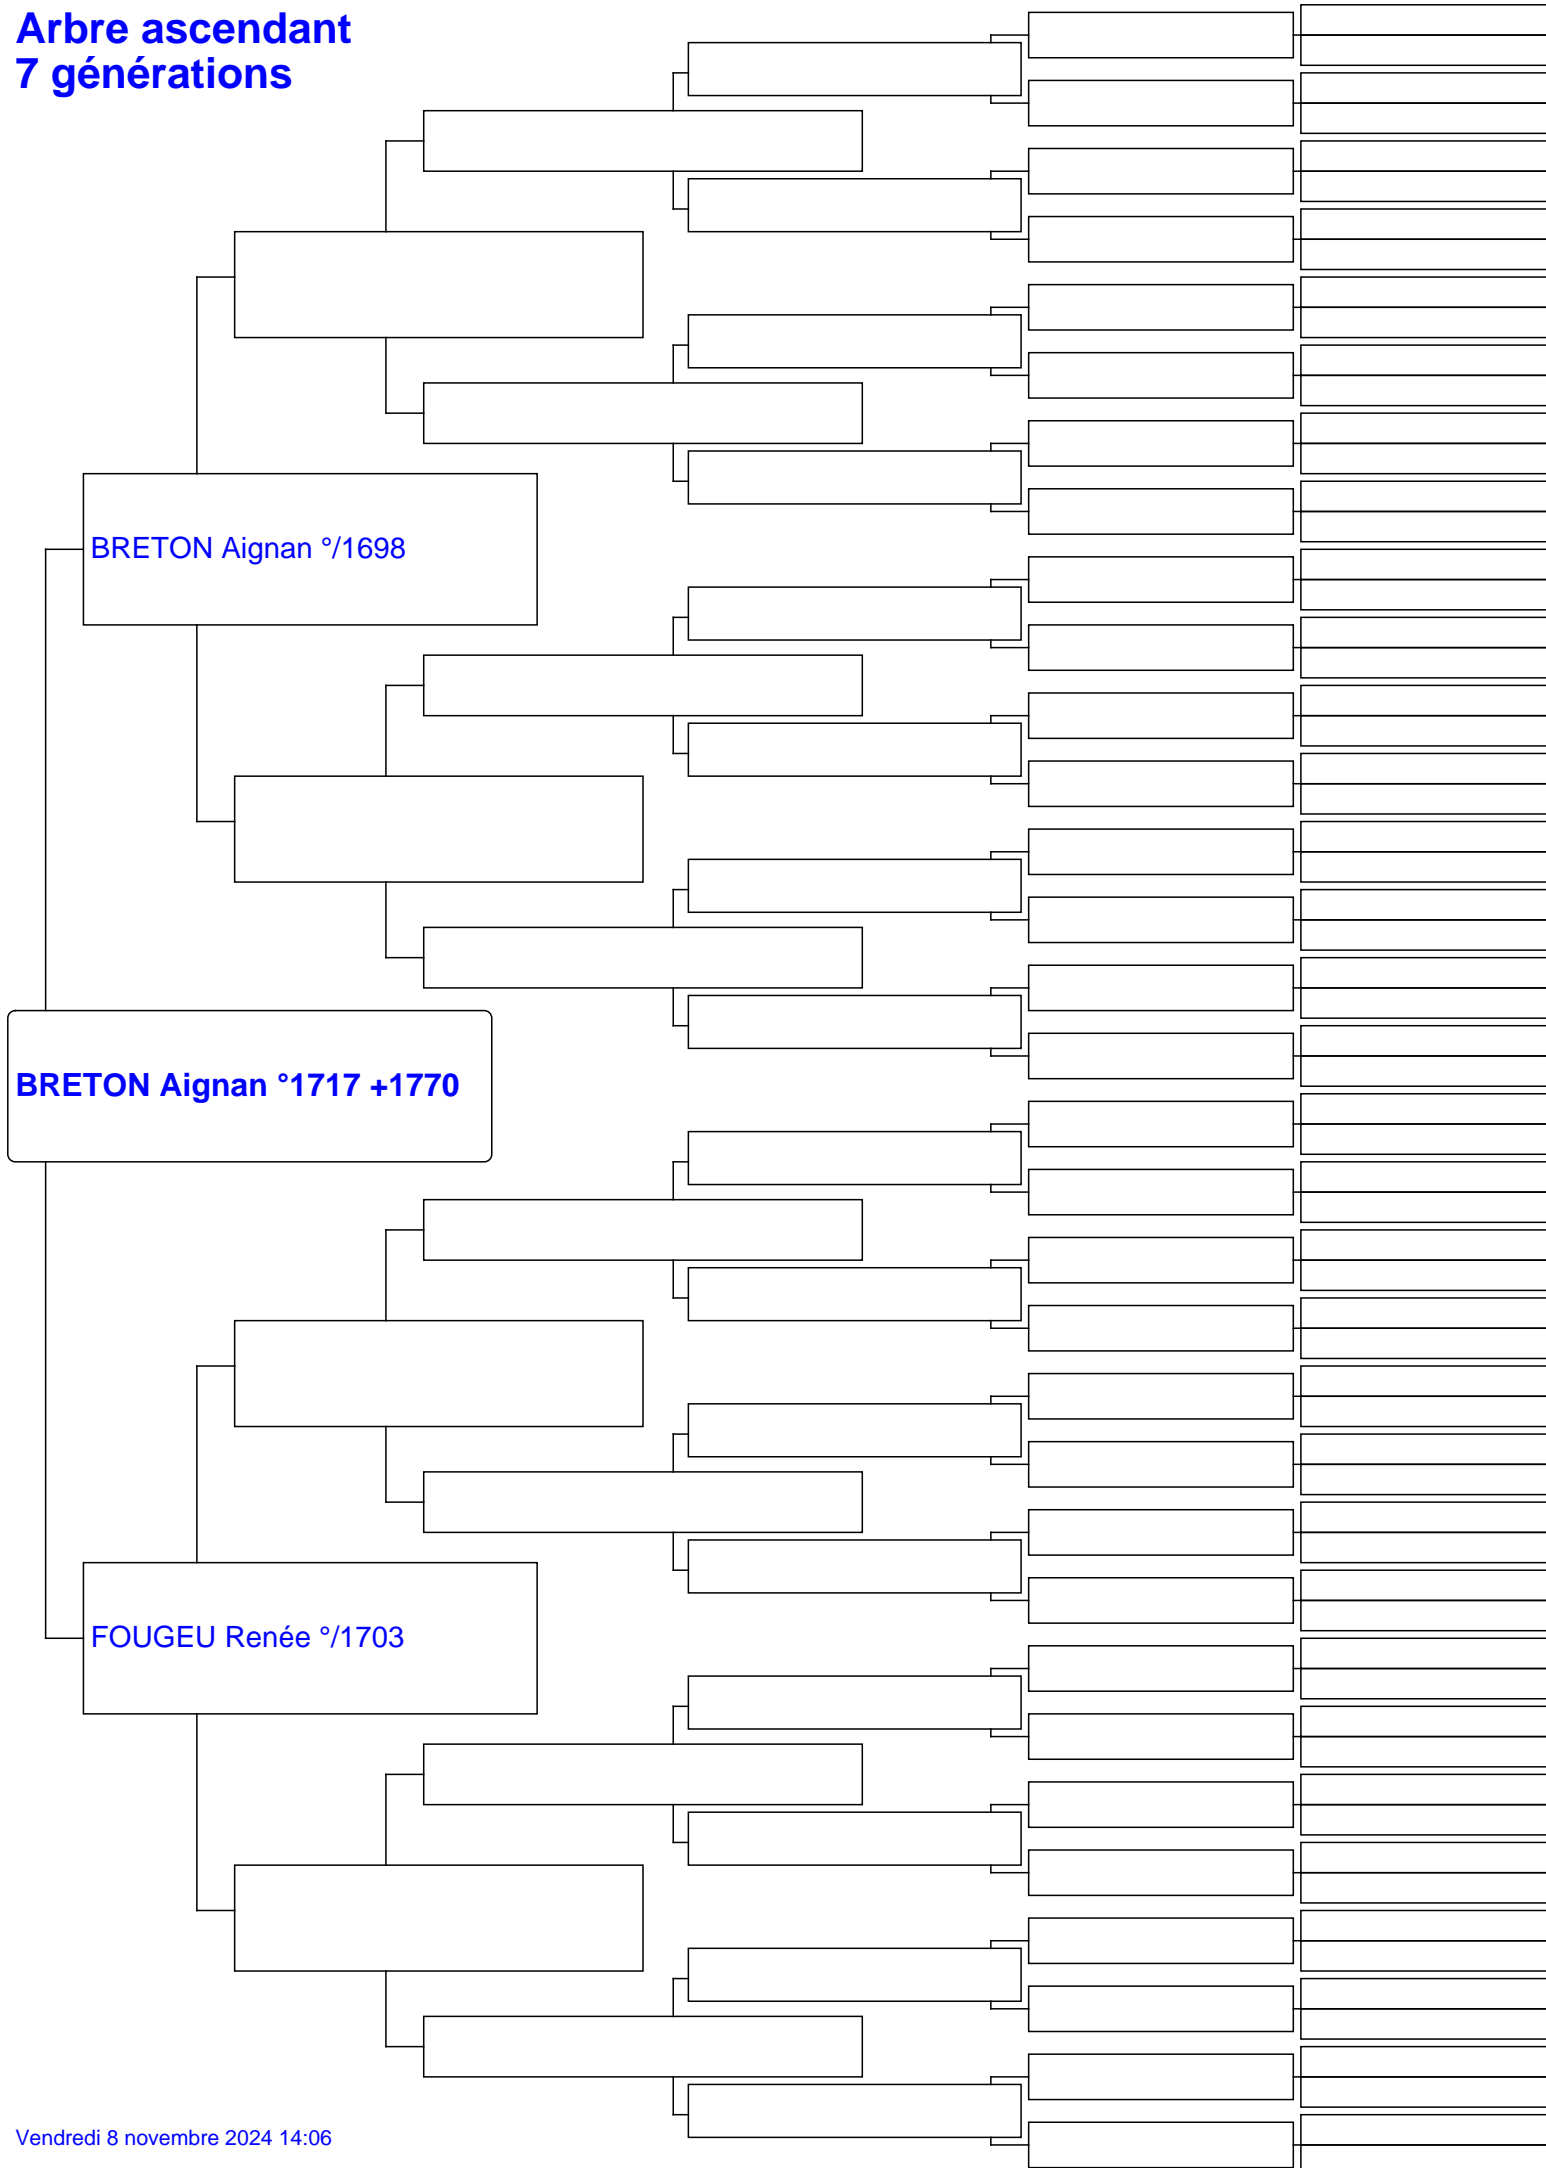 Arbre ascendant
7 générations
BRETON Aignan °/1698
BRETON Aignan °1717 +1770
FOUGEU Renée °/1703
Vendredi 8 novembre 2024 14:06